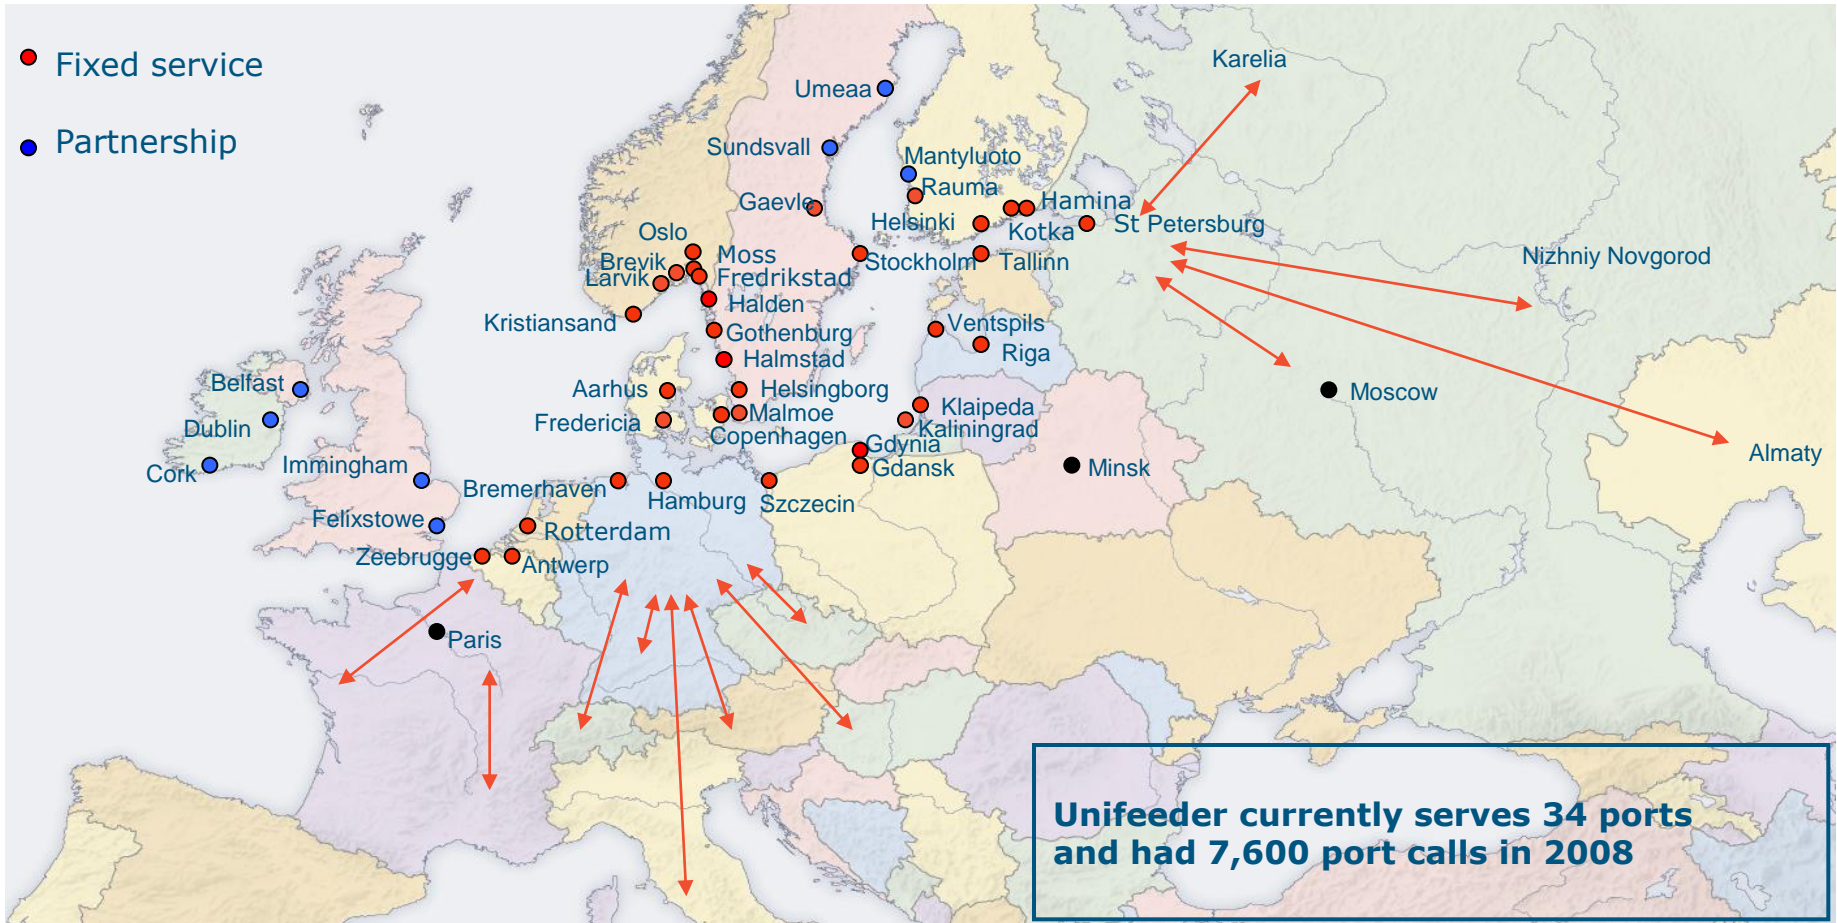 Fixed service
Karelia
Umeaa
Partnership
Sundsvall
Mantyluoto
Rauma
Gaevle
Hamina
Helsinki
Kotka
St Petersburg
Oslo
Moss
Brevik
Stockholm
Tallinn
Nizhniy Novgorod
Larvik
Fredrikstad
Halden
Kristiansand
Gothenburg
Ventspils
Riga
Halmstad
Belfast
Aarhus
Helsingborg
Moscow
Dublin
Fredericia
Malmoe
Klaipeda
Copenhagen
Kaliningrad
Gdynia
Almaty
Cork
Immingham
Gdansk
Minsk
Bremerhaven
Hamburg
Szczecin
Felixstowe
Rotterdam
Zeebrugge
Antwerp
Paris
Unifeeder currently serves 34 ports
and had 7,600 port calls in 2008